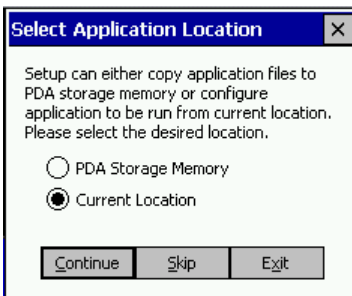 Select Application Location
Setup can either copy application files to
PDA storage memory or configure
application to be run from current location.
Please select the desired location.
PDA Storage Memory
Current Location
Continue Skip Exit